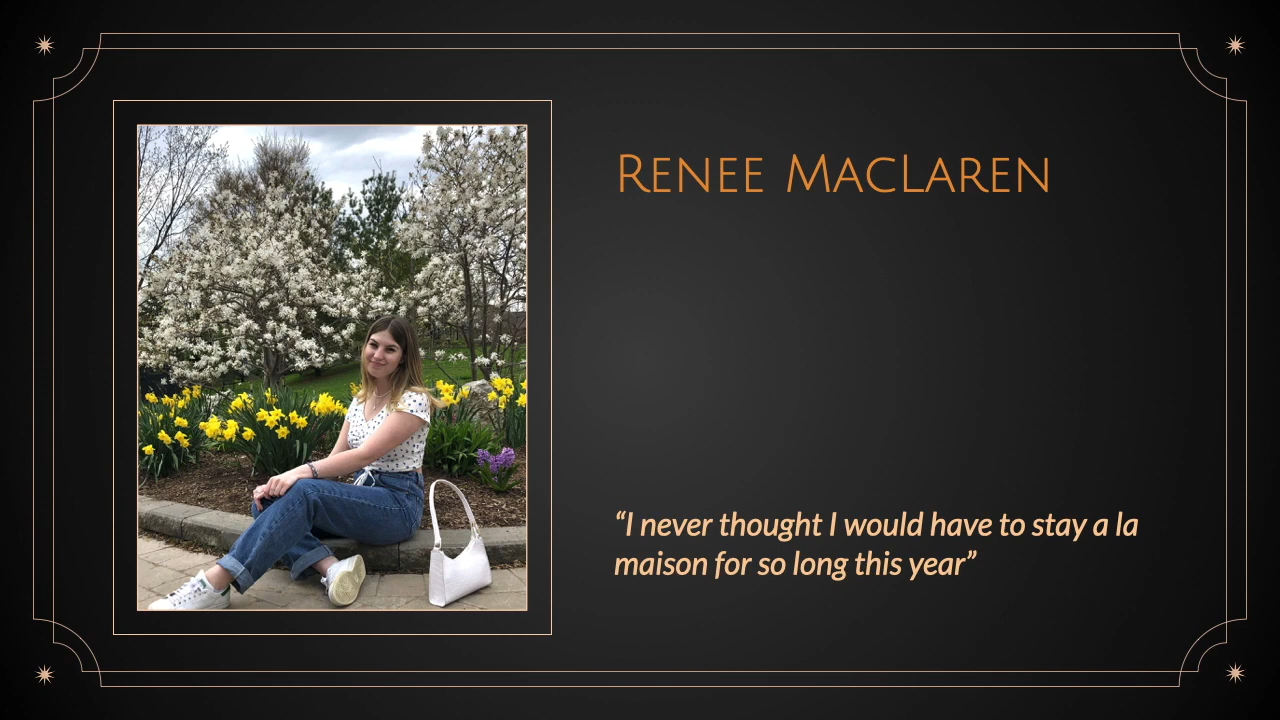 Renee MacLaren
“I never thought I would have to stay a la
maison for so long this year”